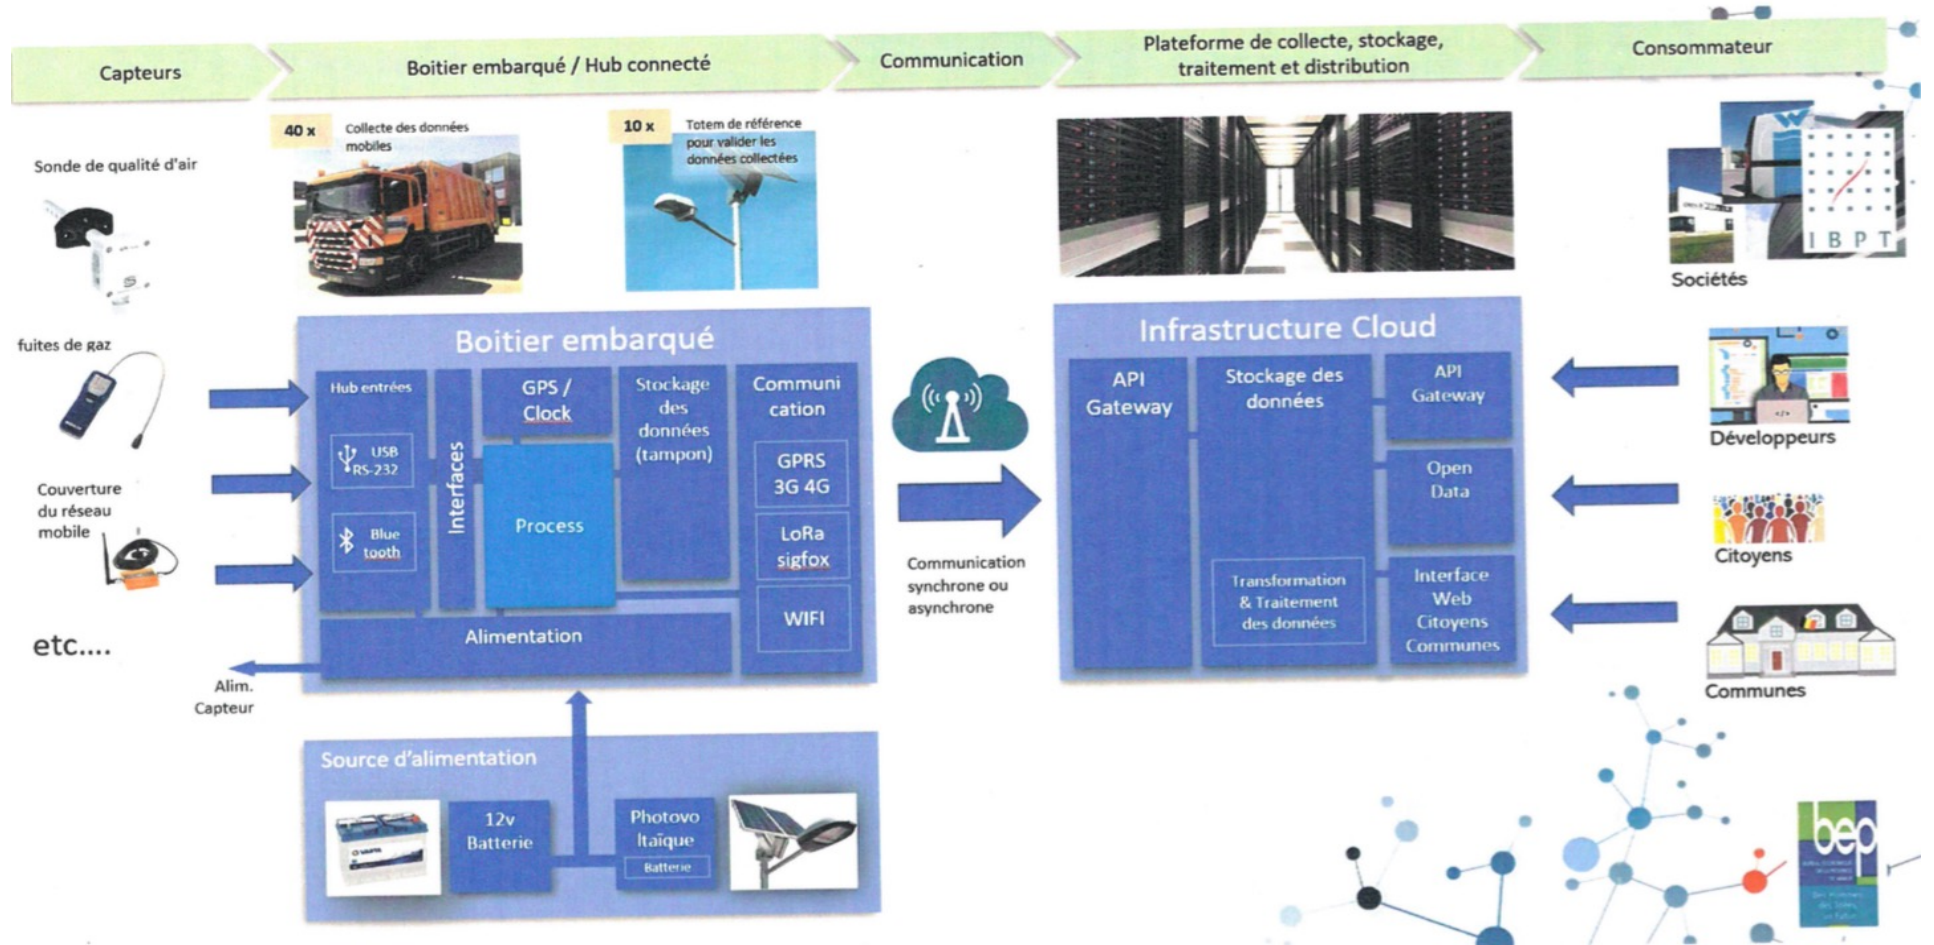 Capteurs
Boitier embarqué / Hub connecté
Communication
Plateforme de collecte, stockage,
traitement et distribution
Consommateur
Sonde de qualité d'air
fuites de gaz
Couverture
du réseau
mobile
etc....
40 x
Collecte des données
mobiles
10 x
Totem de référence
pour valider les
données collectées
Boitier embarqué
Hub entrées
USB
RS-232
Blue
tooth
Interfaces
GPS /
Clock
Process
Stockage
des
données
(tampon)
Communi
cation
GPRS
3G 4G
LoRa
sigfox
WIFI
Alimentation
Alim.
Capteur
Source d'alimentation
12v
Batterie
Photovo
ltaïque
Batterie
Communication
synchrone ou
asynchrone
Infrastructure Cloud
API
Gateway
Stockage des
données
Transformation
& Traitement
des données
API
Gateway
Open
Data
Interface
Web
Citoyens
Communes
I B P T
Sociétés
Développeurs
Citoyens
Communes
bep